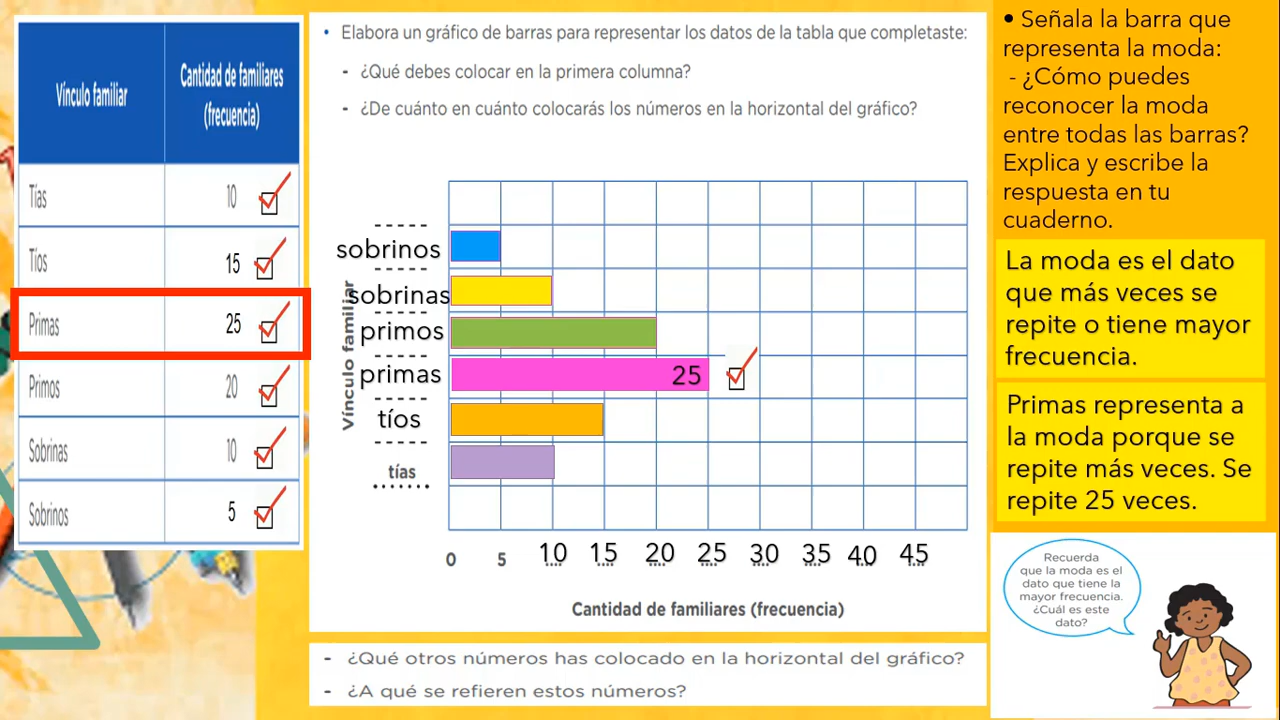 Vínculo familiar
Cantidad de familiares
(frecuencia)
Tías 10
Tíos 15
Primas 25
Primos 20
Sobrinas 10
Sobrinos 5
• Elabora un gráfico de barras para representar los datos de la tabla que completaste:
- ¿Qué debes colocar en la primera columna?
- ¿De cuánto en cuánto colocarás los números en la horizontal del gráfico?
Vínculo familiar
sobrinos
sobrinas
primos
primas 25
tíos
tías
0 5 10 15 20 25 30 35 40 45
Cantidad de familiares (frecuencia)
- ¿Qué otros números has colocado en la horizontal del gráfico?
- ¿A qué se refieren estos números?
• Señala la barra que
representa la moda:
- ¿Cómo puedes
reconocer la moda
entre todas las barras?
Explica y escribe la
respuesta en tu
cuaderno.
La moda es el dato
que más veces se
repite o tiene mayor
frecuencia.
Primas representa a
la moda porque se
repite más veces. Se
repite 25 veces.
Recuerda
que la moda es el
dato que tiene la
mayor frecuencia.
¿Cuál es este
dato?